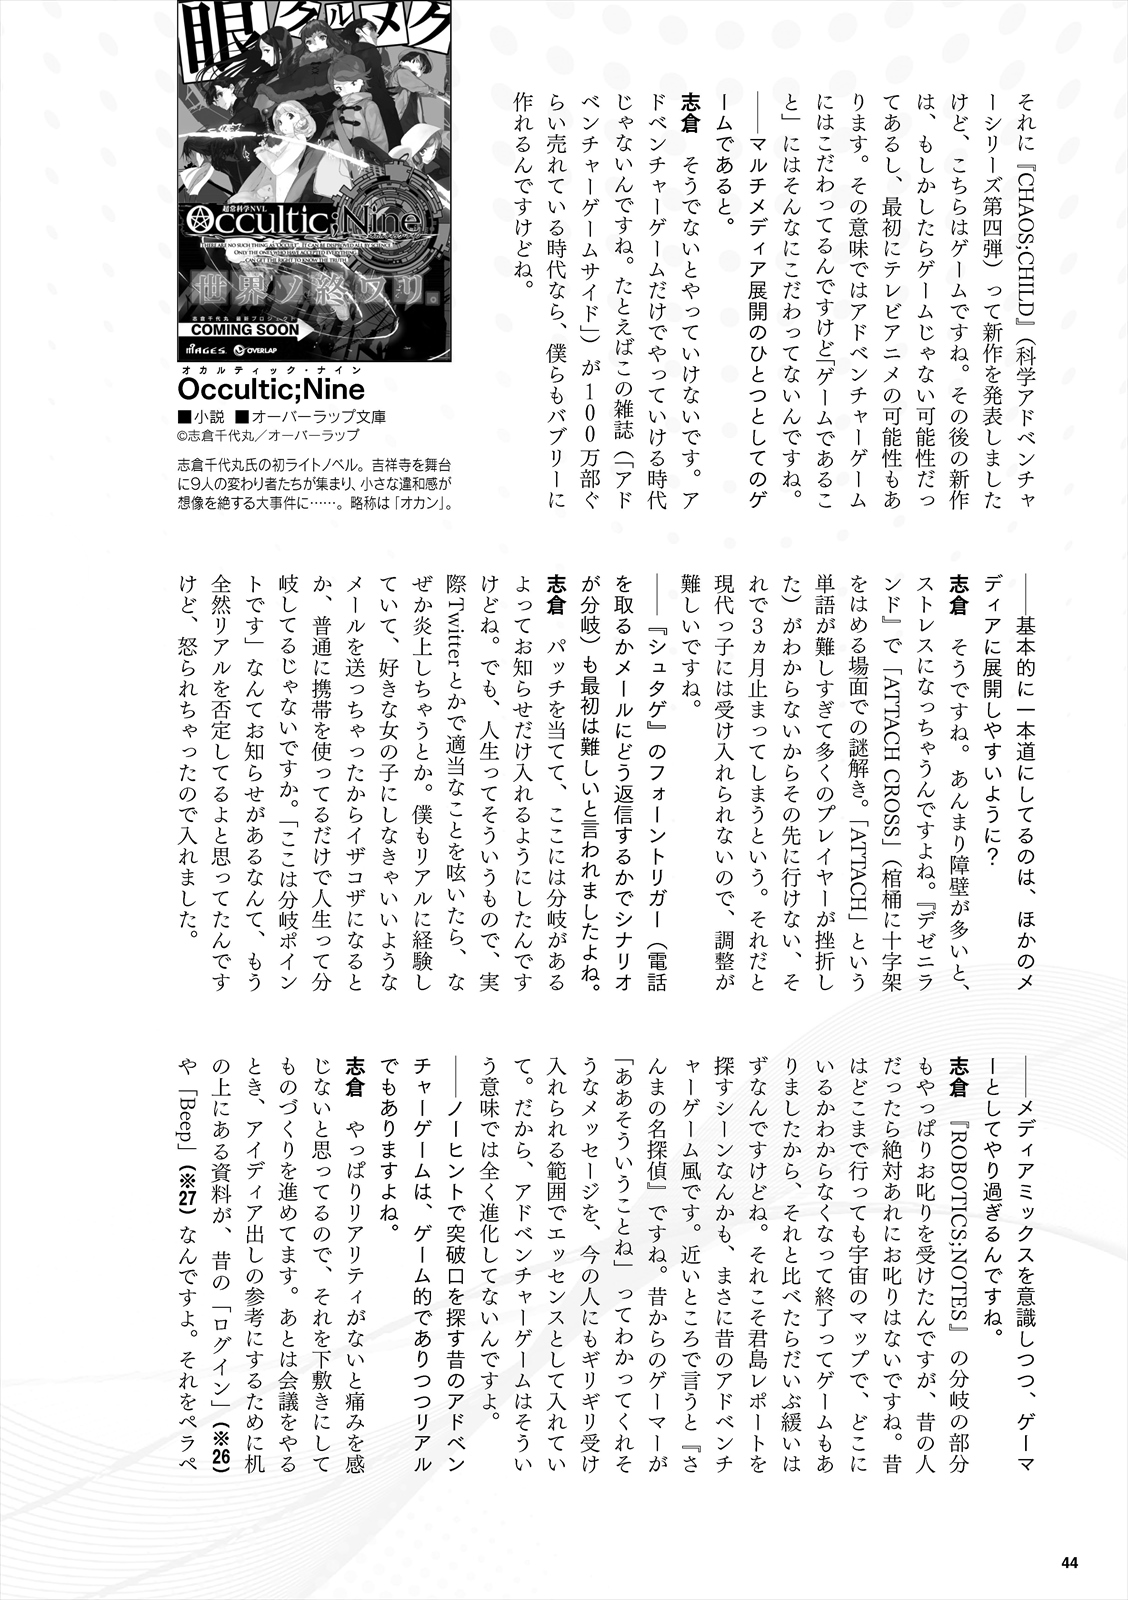 それに『CHAOS;CHILD』（科学アドベンチャ
ーシリーズ第四弾）って新作を発表しました
けど、こちらはゲームですね。その後の新作
は、もしかしたらゲームじゃない可能性だっ
てあるし、最初にテレビアニメの可能性もあ
ります。その意味ではアドベンチャーゲーム
にはこだわってるんですけど「ゲームであるこ
と」にはそんなにこだわってないんですね。
――マルチメディア展開のひとつとしてのゲ
ームであると。
志倉　そうでないとやっていけないです。ア
ドベンチャーゲームだけでやっていける時代
じゃないんですね。たとえばこの雑誌（「アド
ベンチャーゲームサイド」）が100万部ぐ
らい売れている時代なら、僕らもバブリーに
作れるんですけどね。
眼 クルメタ
超常科学NVL
Occultic;Nine
THERE ARE NO SUCH THING AS 'OCCULT'. IT CAN BE DISPROVED ALL BY SCIENCE.
ONLY THE ONE WHO HAVE ACCEPTED EVERYTHING
CAN GET THE RIGHT TO KNOW THE TRUTH.
世界ノ終ワリ。
志倉千代丸 最新プロジェクト
COMING SOON
MAGES. OVERLAP
オカルティック・ナイン
Occultic;Nine
■小説 ■オーバーラップ文庫
©志倉千代丸／オーバーラップ
志倉千代丸氏の初ライトノベル。吉祥寺を舞台
に9人の変わり者たちが集まり、小さな違和感が
想像を絶する大事件に……。略称は「オカン」。
――基本的に一本道にしてるのは、ほかのメ
ディアに展開しやすいように？
志倉　そうですね。あんまり障壁が多いと、
ストレスになっちゃうんですよね。『デゼニラ
ンド』で「ATTACH CROSS」（棺桶に十字架
をはめる場面での謎解き。「ATTACH」という
単語が難しすぎて多くのプレイヤーが挫折し
た）がわからないからその先に行けない、そ
れで3ヵ月止まってしまうという。それだと
現代っ子には受け入れられないので、調整が
難しいですね。
――『シュタゲ』のフォーントリガー（電話
を取るかメールにどう返信するかでシナリオ
が分岐）も最初は難しいと言われましたよね。
志倉　パッチを当てて、ここには分岐がある
よってお知らせだけ入れるようにしたんです
けどね。でも、人生ってそういうもので、実
際Twitterとかで適当なことを呟いたら、な
ぜか炎上しちゃうとか。僕もリアルに経験し
ていて、好きな女の子にしなきゃいいような
メールを送っちゃったからイザコザになると
か、普通に携帯を使ってるだけで人生って分
岐してるじゃないですか。「ここは分岐ポイン
トです」なんてお知らせがあるなんて、もう
全然リアルを否定してるよと思ってたんです
けど、怒られちゃったので入れました。
――メディアミックスを意識しつつ、ゲーマ
ーとしてやり過ぎるんですね。
志倉　『ROBOTICS;NOTES』の分岐の部分
もやっぱりお叱りを受けたんですが、昔の人
だったら絶対あれにお叱りはないですね。昔
はどこまで行っても宇宙のマップで、どこに
いるかわからなくなって終了ってゲームもあ
りましたから、それと比べたらだいぶ緩いは
ずなんですけどね。それこそ君島レポートを
探すシーンなんかも、まさに昔のアドベンチ
ャーゲーム風です。近いところで言うと『さ
んまの名探偵』ですね。昔からのゲーマーが
「ああそういうことね」ってわかってくれそ
うなメッセージを、今の人にもギリギリ受け
入れられる範囲でエッセンスとして入れてい
て。だから、アドベンチャーゲームはそうい
う意味では全く進化してないんですよ。
――ノーヒントで突破口を探す昔のアドベン
チャーゲームは、ゲーム的でありつつリアル
でもありますよね。
志倉　やっぱりリアリティがないと痛みを感
じないと思ってるので、それを下敷きにして
ものづくりを進めてます。あとは会議をやる
とき、アイディア出しの参考にするために机
の上にある資料が、昔の「ログイン」（※26）
や「Beep」（※27）なんですよ。それをペラペ
44